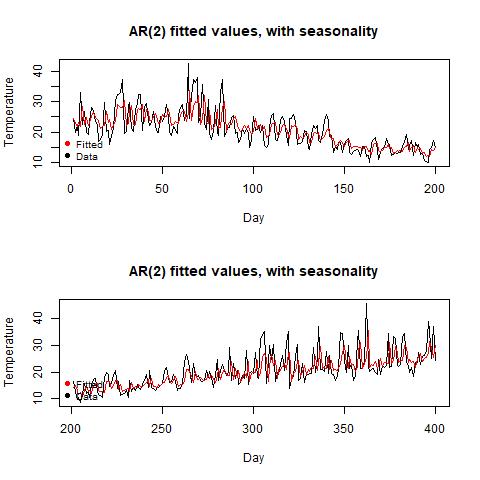 AR(2) fitted values, with seasonality
Temperature
40
30
20
10
Fitted
Data
0
50
100
150
200
Day
AR(2) fitted values, with seasonality
Temperature
40
30
20
10
Fitted
Data
200
250
300
350
400
Day